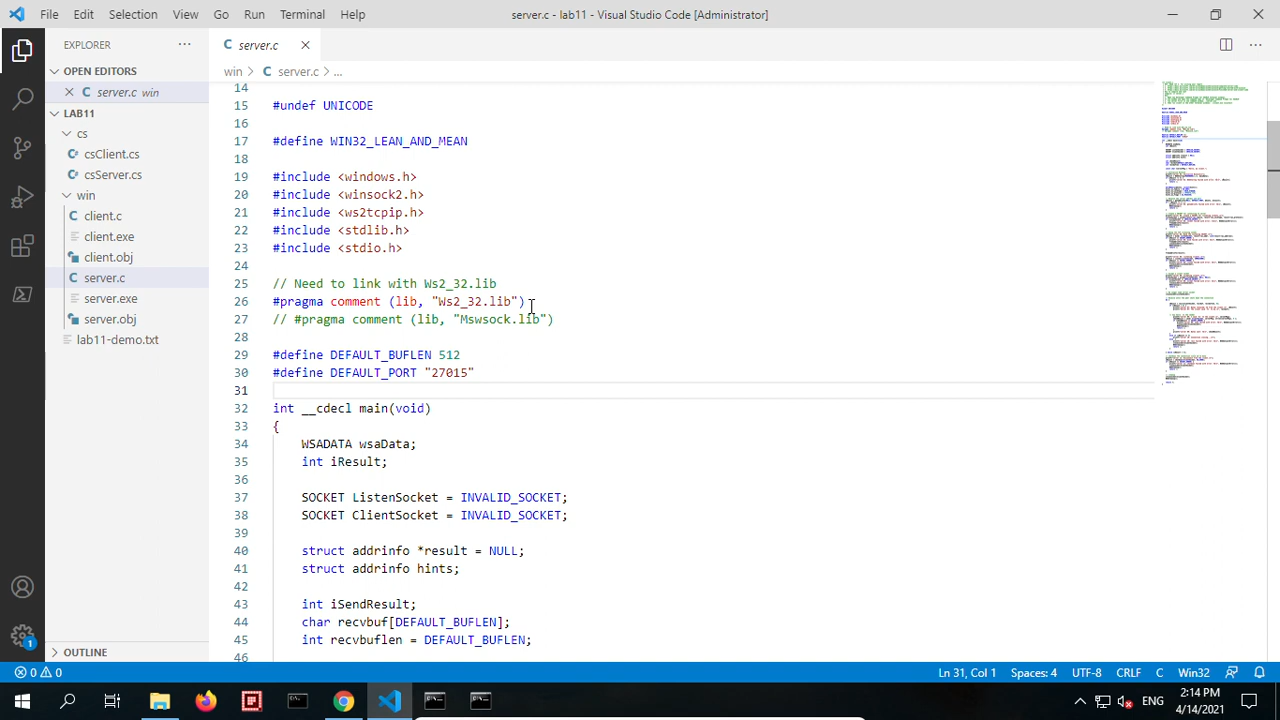 File Edit Selection View Go Run Terminal Help
server.c - lab11 - Visual Studio Code [Administrator]
EXPLORER
OPEN EDITORS
server.c win
LAB11
cs
csClient.cs
csServer.cs
win
client.c
client.exe
client.obj
server.c
server.exe
server.obj
lab11-demo.txt
OUTLINE
server.c
win > server.c > ...
14
15 #undef UNICODE
16
17 #define WIN32_LEAN_AND_MEAN
18
19 #include <windows.h>
20 #include <winsock2.h>
21 #include <ws2tcpip.h>
22 #include <stdlib.h>
23 #include <stdio.h>
24
25 // Need to link with Ws2_32.lib
26 #pragma comment (lib, "Ws2_32.lib")
27 // #pragma comment (lib, "Mswsock.lib")
28
29 #define DEFAULT_BUFLEN 512
30 #define DEFAULT_PORT "27015"
31
32 int __cdecl main(void)
33 {
34 WSADATA wsaData;
35 int iResult;
36
37 SOCKET ListenSocket = INVALID_SOCKET;
38 SOCKET ClientSocket = INVALID_SOCKET;
39
40 struct addrinfo *result = NULL;
41 struct addrinfo hints;
42
43 int iSendResult;
44 char recvbuf[DEFAULT_BUFLEN];
45 int recvbuflen = DEFAULT_BUFLEN;
46
1
0 0
Ln 31, Col 1 Spaces: 4 UTF-8 CRLF C Win32
ENG
2:14 PM
4/14/2021